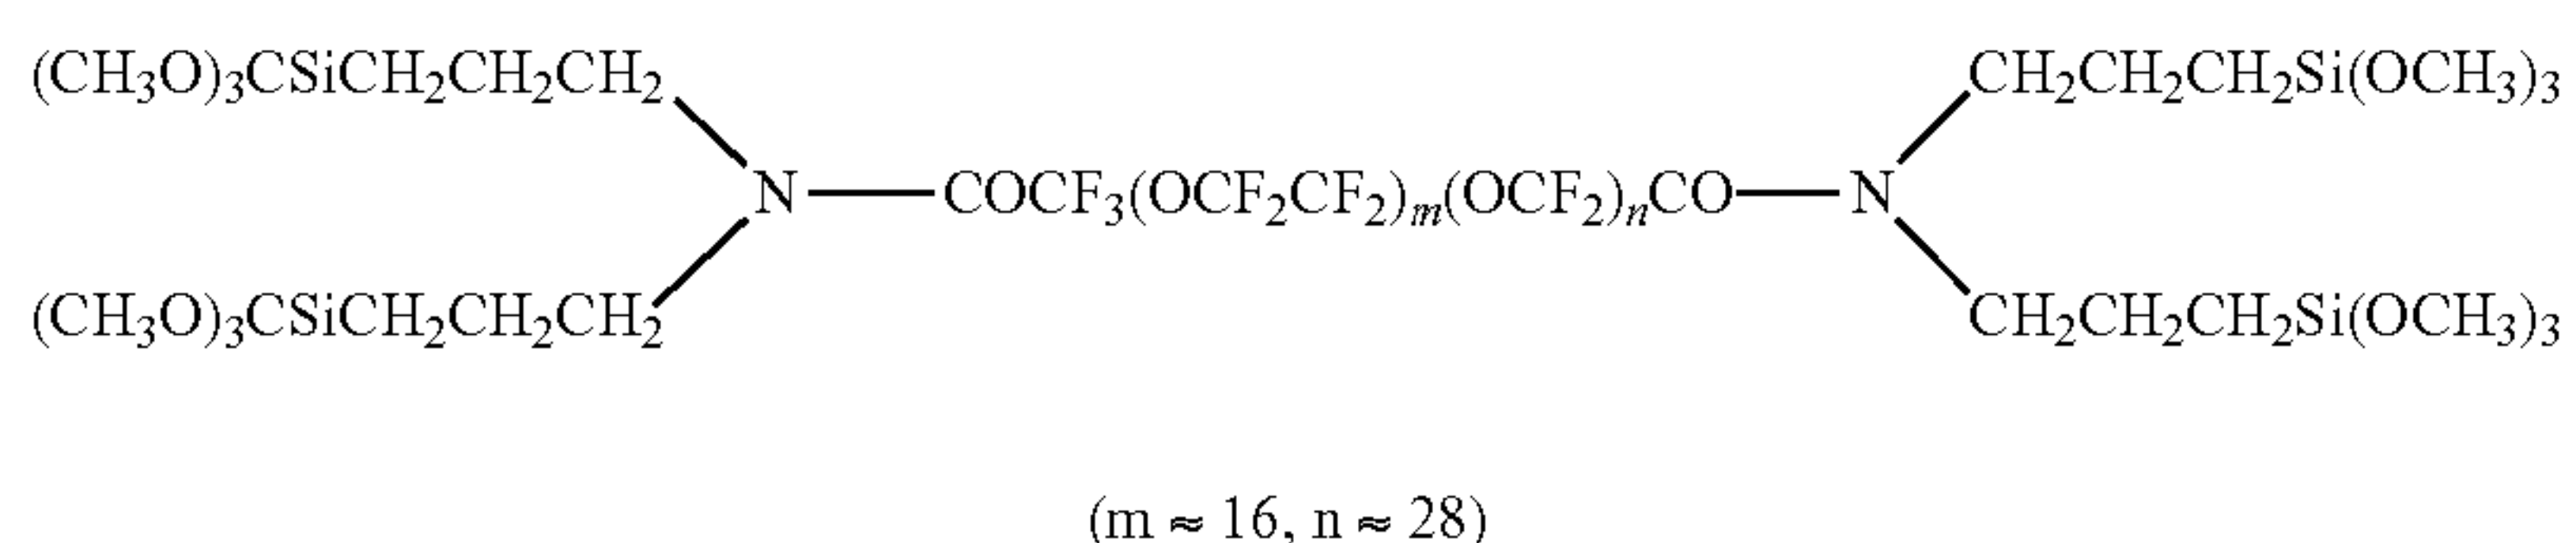 (CH₃O)₃CSiCH₂CH₂CH₂ CH₂CH₂CH₂Si(OCH₃)₃
N—COCF₃(OCF₂CF₂)ₘ(OCF₂)ₙCO—N
(CH₃O)₃CSiCH₂CH₂CH₂ CH₂CH₂CH₂Si(OCH₃)₃
(m ≈ 16, n ≈ 28)